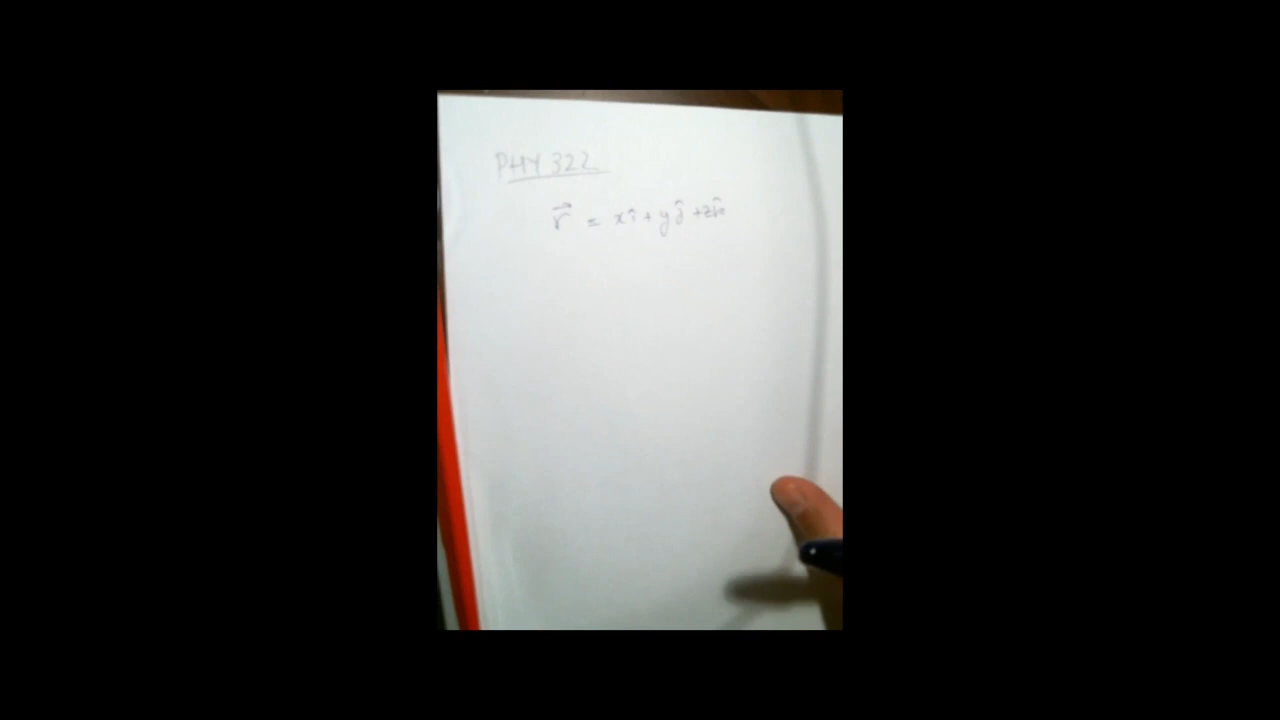 PHY 322
r⃗ = xî + yĵ + zk̂